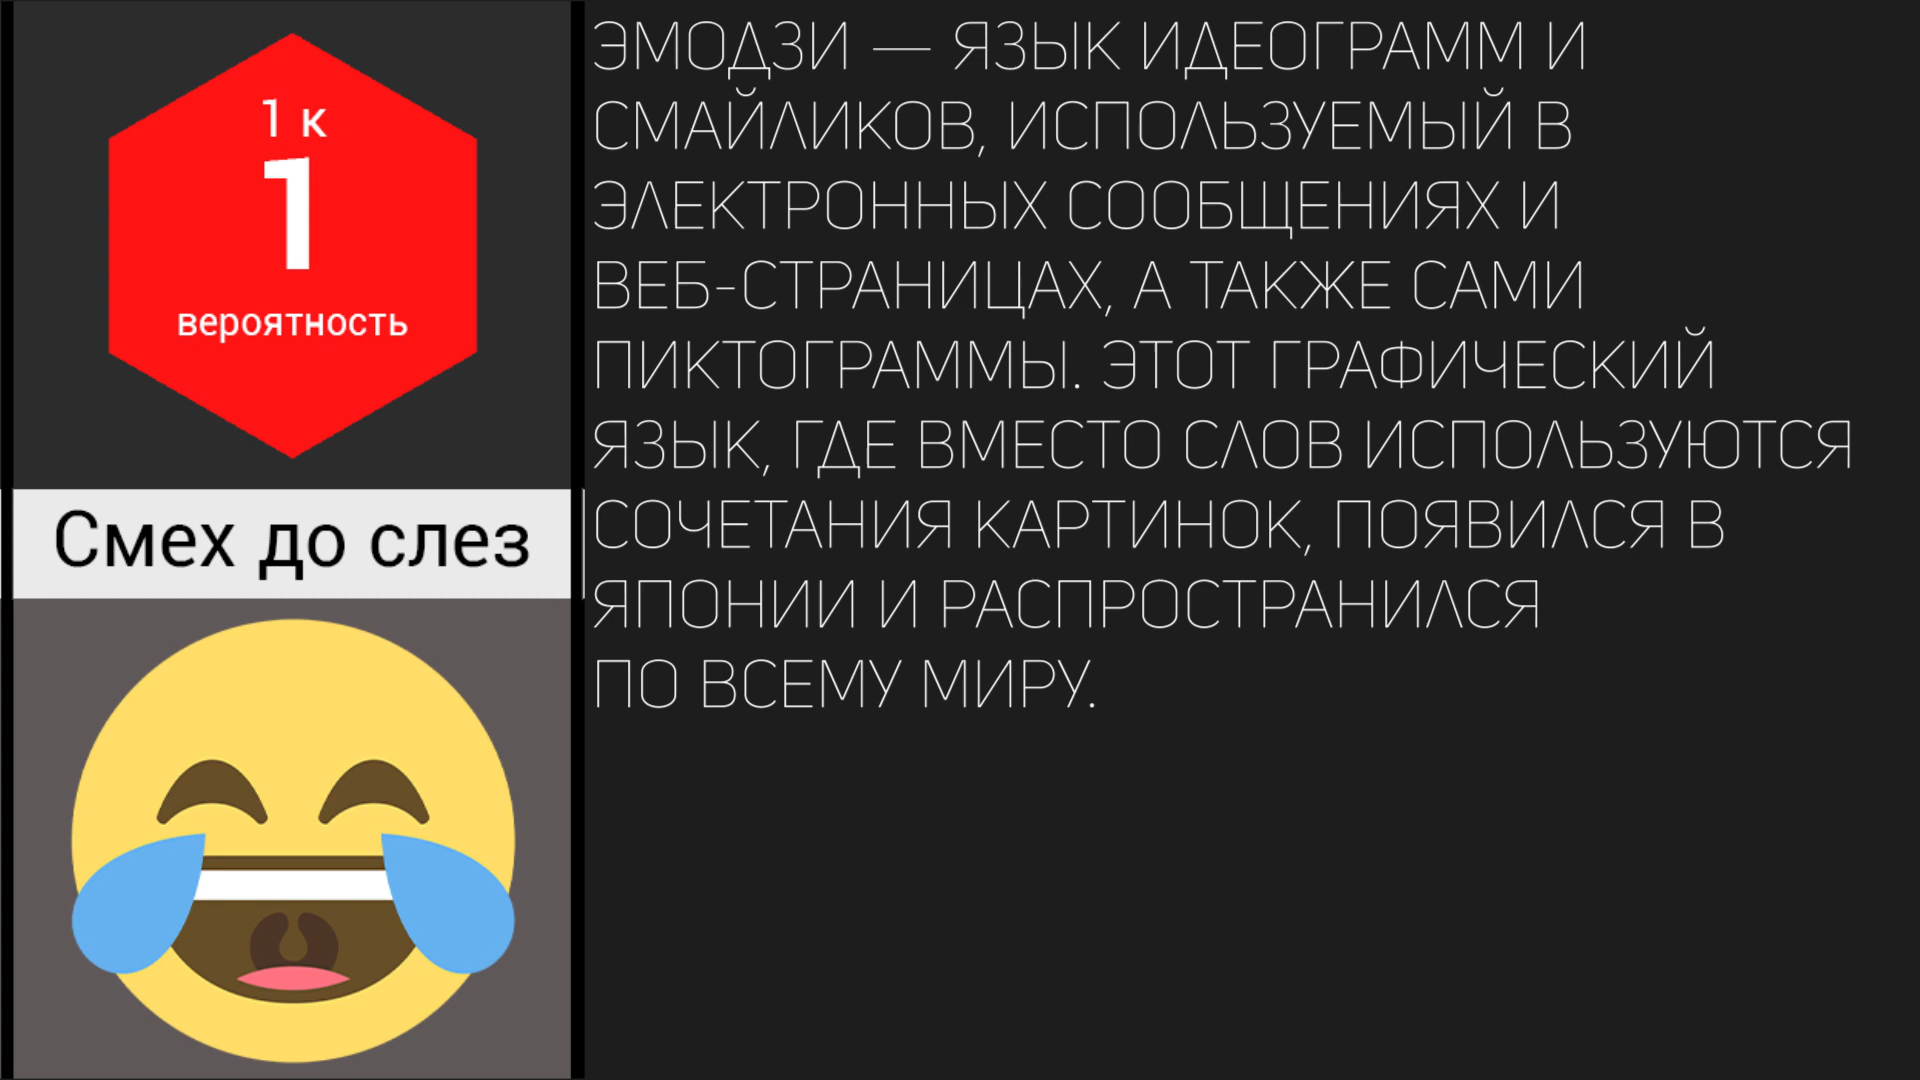 1 к
1
вероятность
Смех до слез
ЭМОДЗИ — ЯЗЫК ИДЕОГРАММ И
СМАЙЛИКОВ, ИСПОЛЬЗУЕМЫЙ В
ЭЛЕКТРОННЫХ СООБЩЕНИЯХ И
ВЕБ-СТРАНИЦАХ, А ТАКЖЕ САМИ
ПИКТОГРАММЫ. ЭТОТ ГРАФИЧЕСКИЙ
ЯЗЫК, ГДЕ ВМЕСТО СЛОВ ИСПОЛЬЗУЮТСЯ
СОЧЕТАНИЯ КАРТИНОК, ПОЯВИЛСЯ В
ЯПОНИИ И РАСПРОСТРАНИЛСЯ
ПО ВСЕМУ МИРУ.